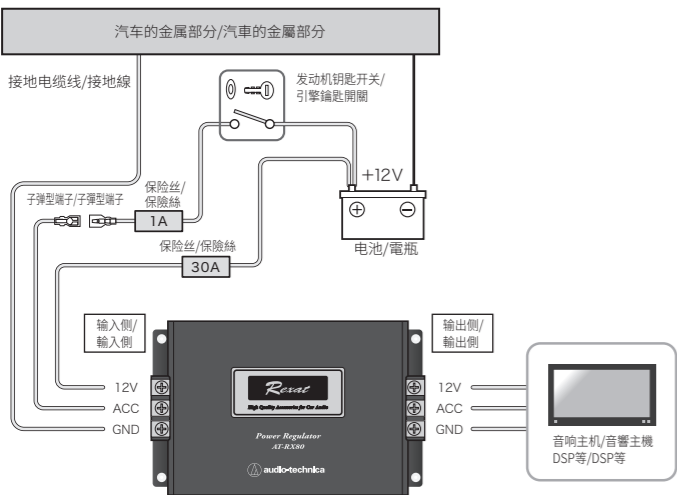 汽车的金属部分/汽車的金屬部分
接地电缆线/接地線
发动机钥匙开关/
引擎鑰匙開關
+12V
子弹型端子/子彈型端子
保险丝/
保險絲
1A
电池/電瓶
保险丝/保險絲
30A
输入侧/
輸入側
输出侧/
輸出側
12V
ACC
GND
Rexat
High Quality Accessories for Car Audio
Power Regulator
AT-RX80
audio-technica
12V
ACC
GND
音响主机/音響主機
DSP等/DSP等